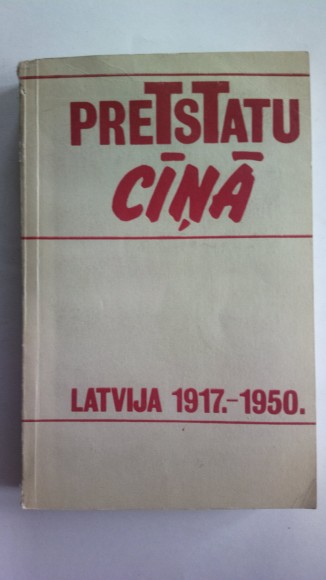 PRETSTATU
CĪŅĀ
LATVIJA 1917.–1950.